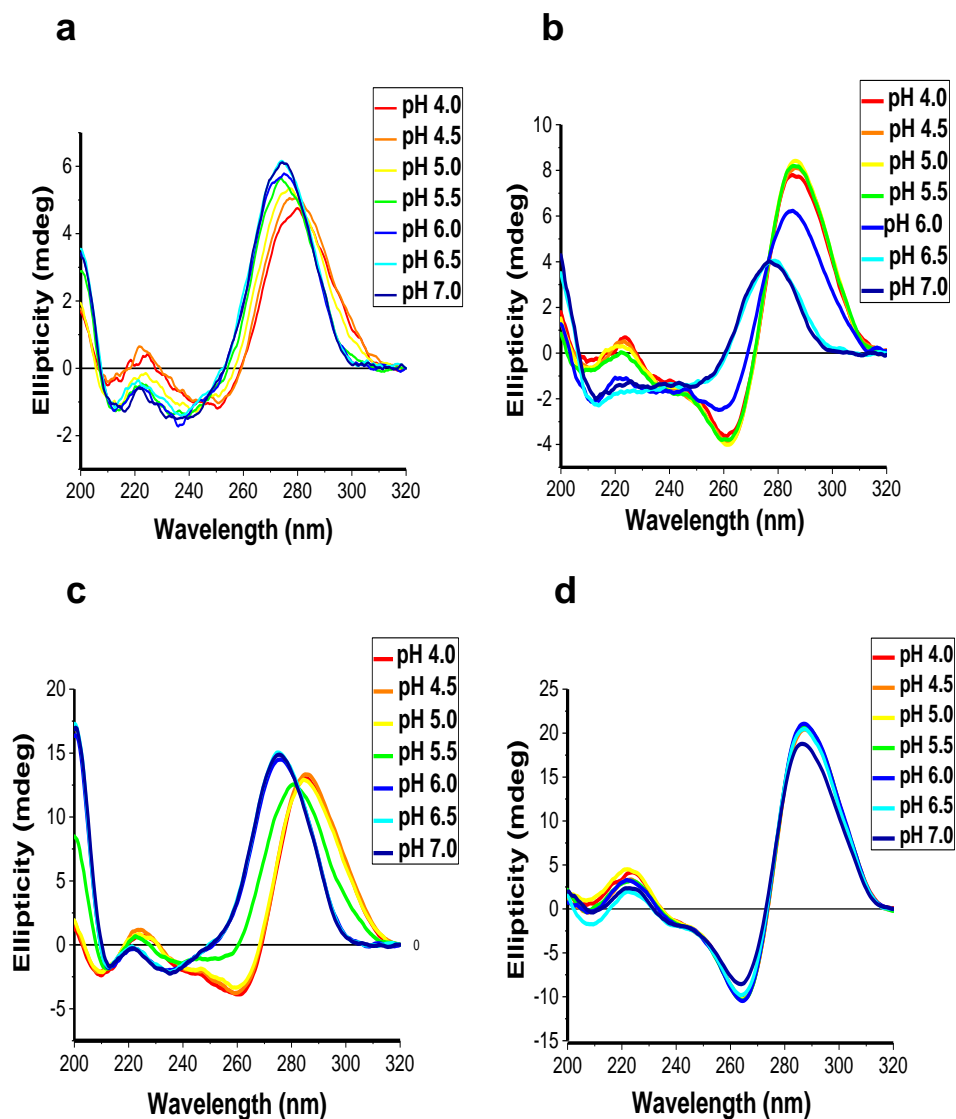 a
pH 4.0
pH 4.5
pH 5.0
pH 5.5
pH 6.0
pH 6.5
pH 7.0
6
4
2
0
-2
200 220 240 260 280 300 320
Ellipticity (mdeg)
Wavelength (nm)
b
pH 4.0
pH 4.5
pH 5.0
pH 5.5
pH 6.0
pH 6.5
pH 7.0
10
8
6
4
2
0
-2
-4
200 220 240 260 280 300 320
Ellipticity (mdeg)
Wavelength (nm)
c
pH 4.0
pH 4.5
pH 5.0
pH 5.5
pH 6.0
pH 6.5
pH 7.0
20
15
10
5
0
-5
0
200 220 240 260 280 300 320
Ellipticity (mdeg)
Wavelength (nm)
d
pH 4.0
pH 4.5
pH 5.0
pH 5.5
pH 6.0
pH 6.5
pH 7.0
25
20
15
10
5
0
-5
-10
-15
200 220 240 260 280 300 320
Ellipticity (mdeg)
Wavelength (nm)